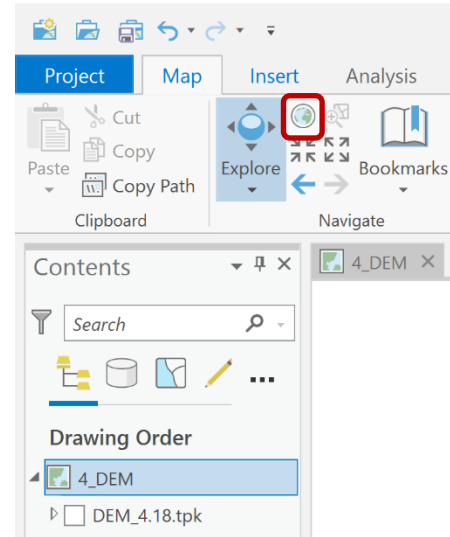 Project Map Insert Analysis
Cut
Copy
Paste
Copy Path
Explore
Bookmarks
Clipboard
Navigate
Contents
4_DEM
Search
Drawing Order
4_DEM
DEM_4.18.tpk